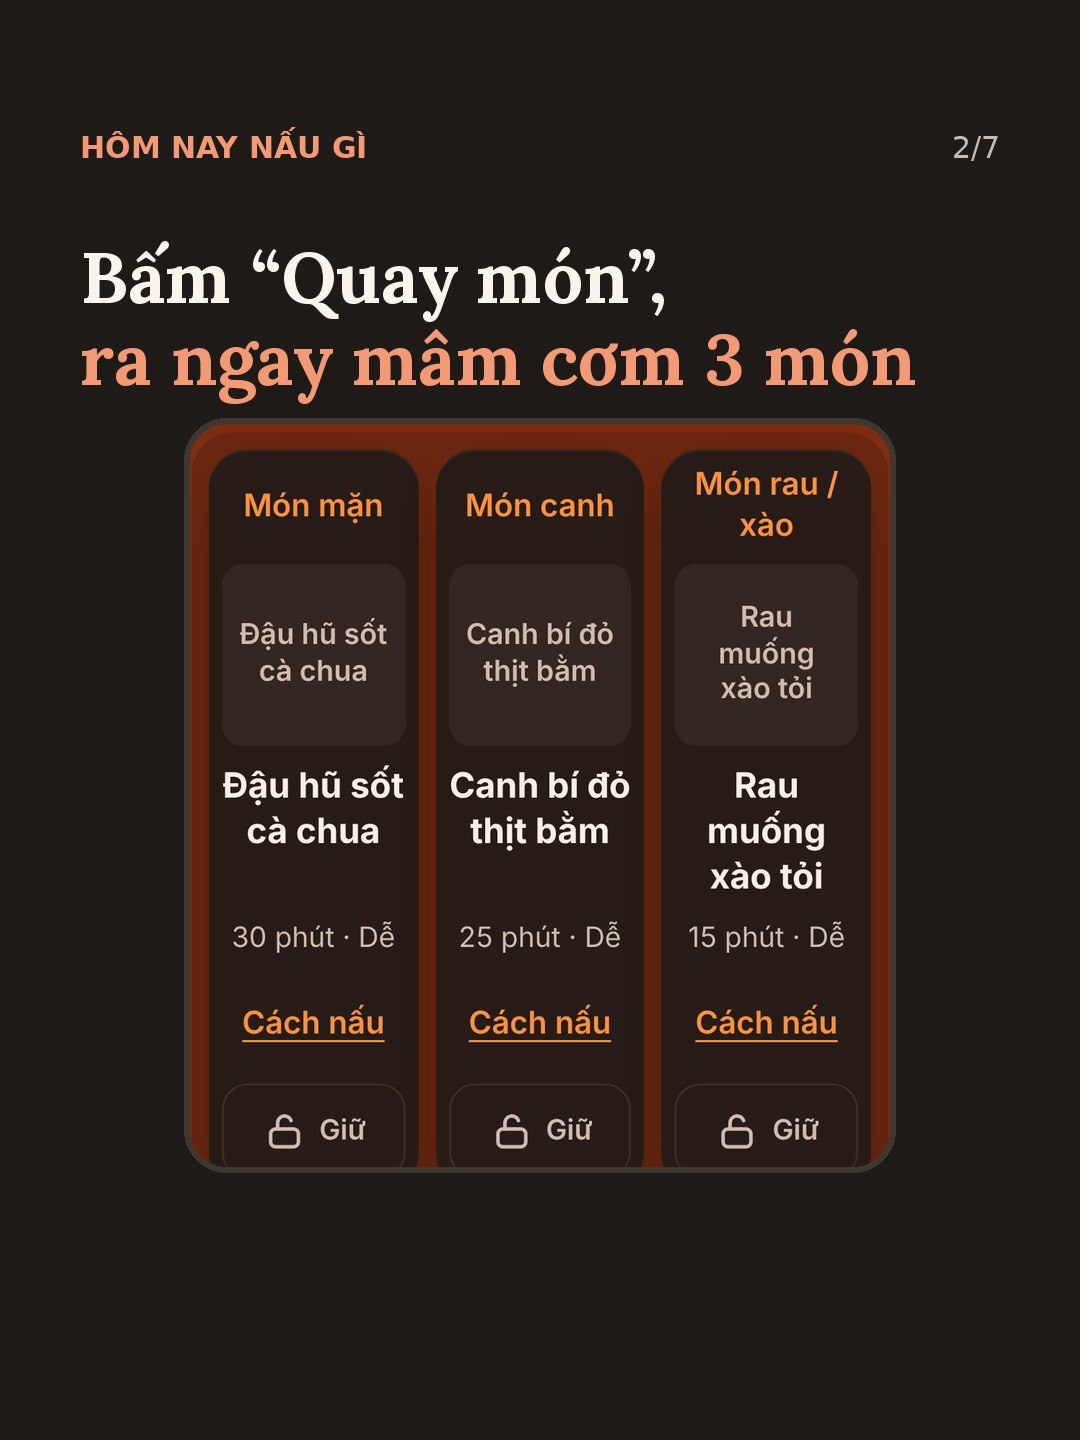 HÔM NAY NẤU GÌ
2/7
Bấm “Quay món”,
ra ngay mâm cơm 3 món
Món mặn
Đậu hũ sốt
cà chua
Đậu hũ sốt
cà chua
30 phút · Dễ
Cách nấu
Giữ
Món canh
Canh bí đỏ
thịt bằm
Canh bí đỏ
thịt bằm
25 phút · Dễ
Cách nấu
Giữ
Món rau /
xào
Rau
muống
xào tỏi
Rau
muống
xào tỏi
15 phút · Dễ
Cách nấu
Giữ